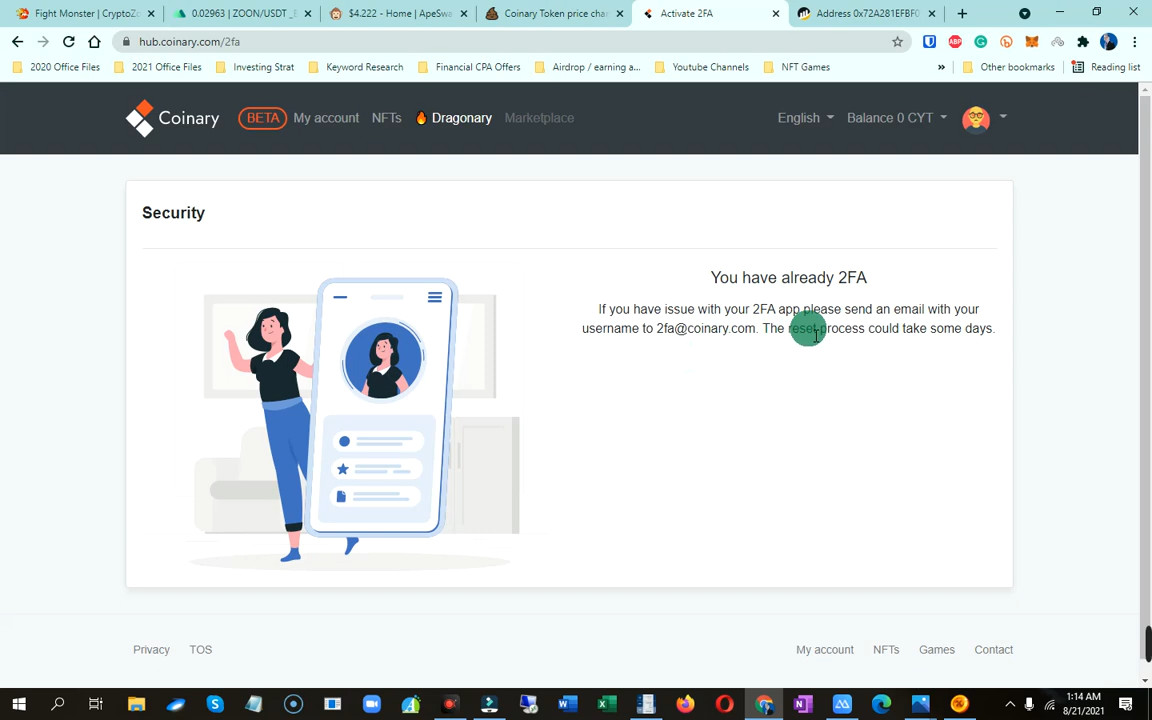 Fight Monster | CryptoZo
0.02963 | ZOON/USDT _E
$4.222 - Home | ApeSwa
Coinary Token price char
Activate 2FA
Address 0x72A281EFBF0
hub.coinary.com/2fa
2020 Office Files
2021 Office Files
Investing Strat
Keyword Research
Financial CPA Offers
Airdrop / earning a...
Youtube Channels
NFT Games
»
Other bookmarks
Reading list
Coinary
BETA
My account
NFTs
Dragonary
Marketplace
English
Balance 0 CYT
Security
You have already 2FA
If you have issue with your 2FA app please send an email with your
username to 2fa@coinary.com. The reset process could take some days.
Privacy
TOS
My account
NFTs
Games
Contact
1:14 AM
8/21/2021